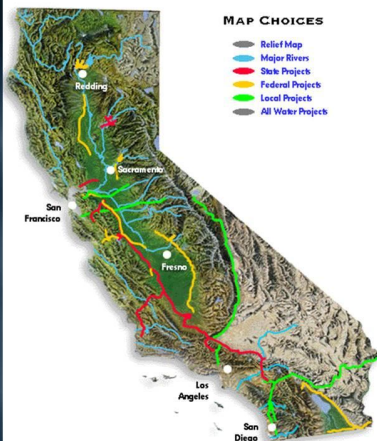 MAP CHOICES
Relief Map
Major Rivers
State Projects
Federal Projects
Local Projects
All Water Projects
Redding
Sacramento
San
Francisco
Fresno
Los
Angeles
San
Diego